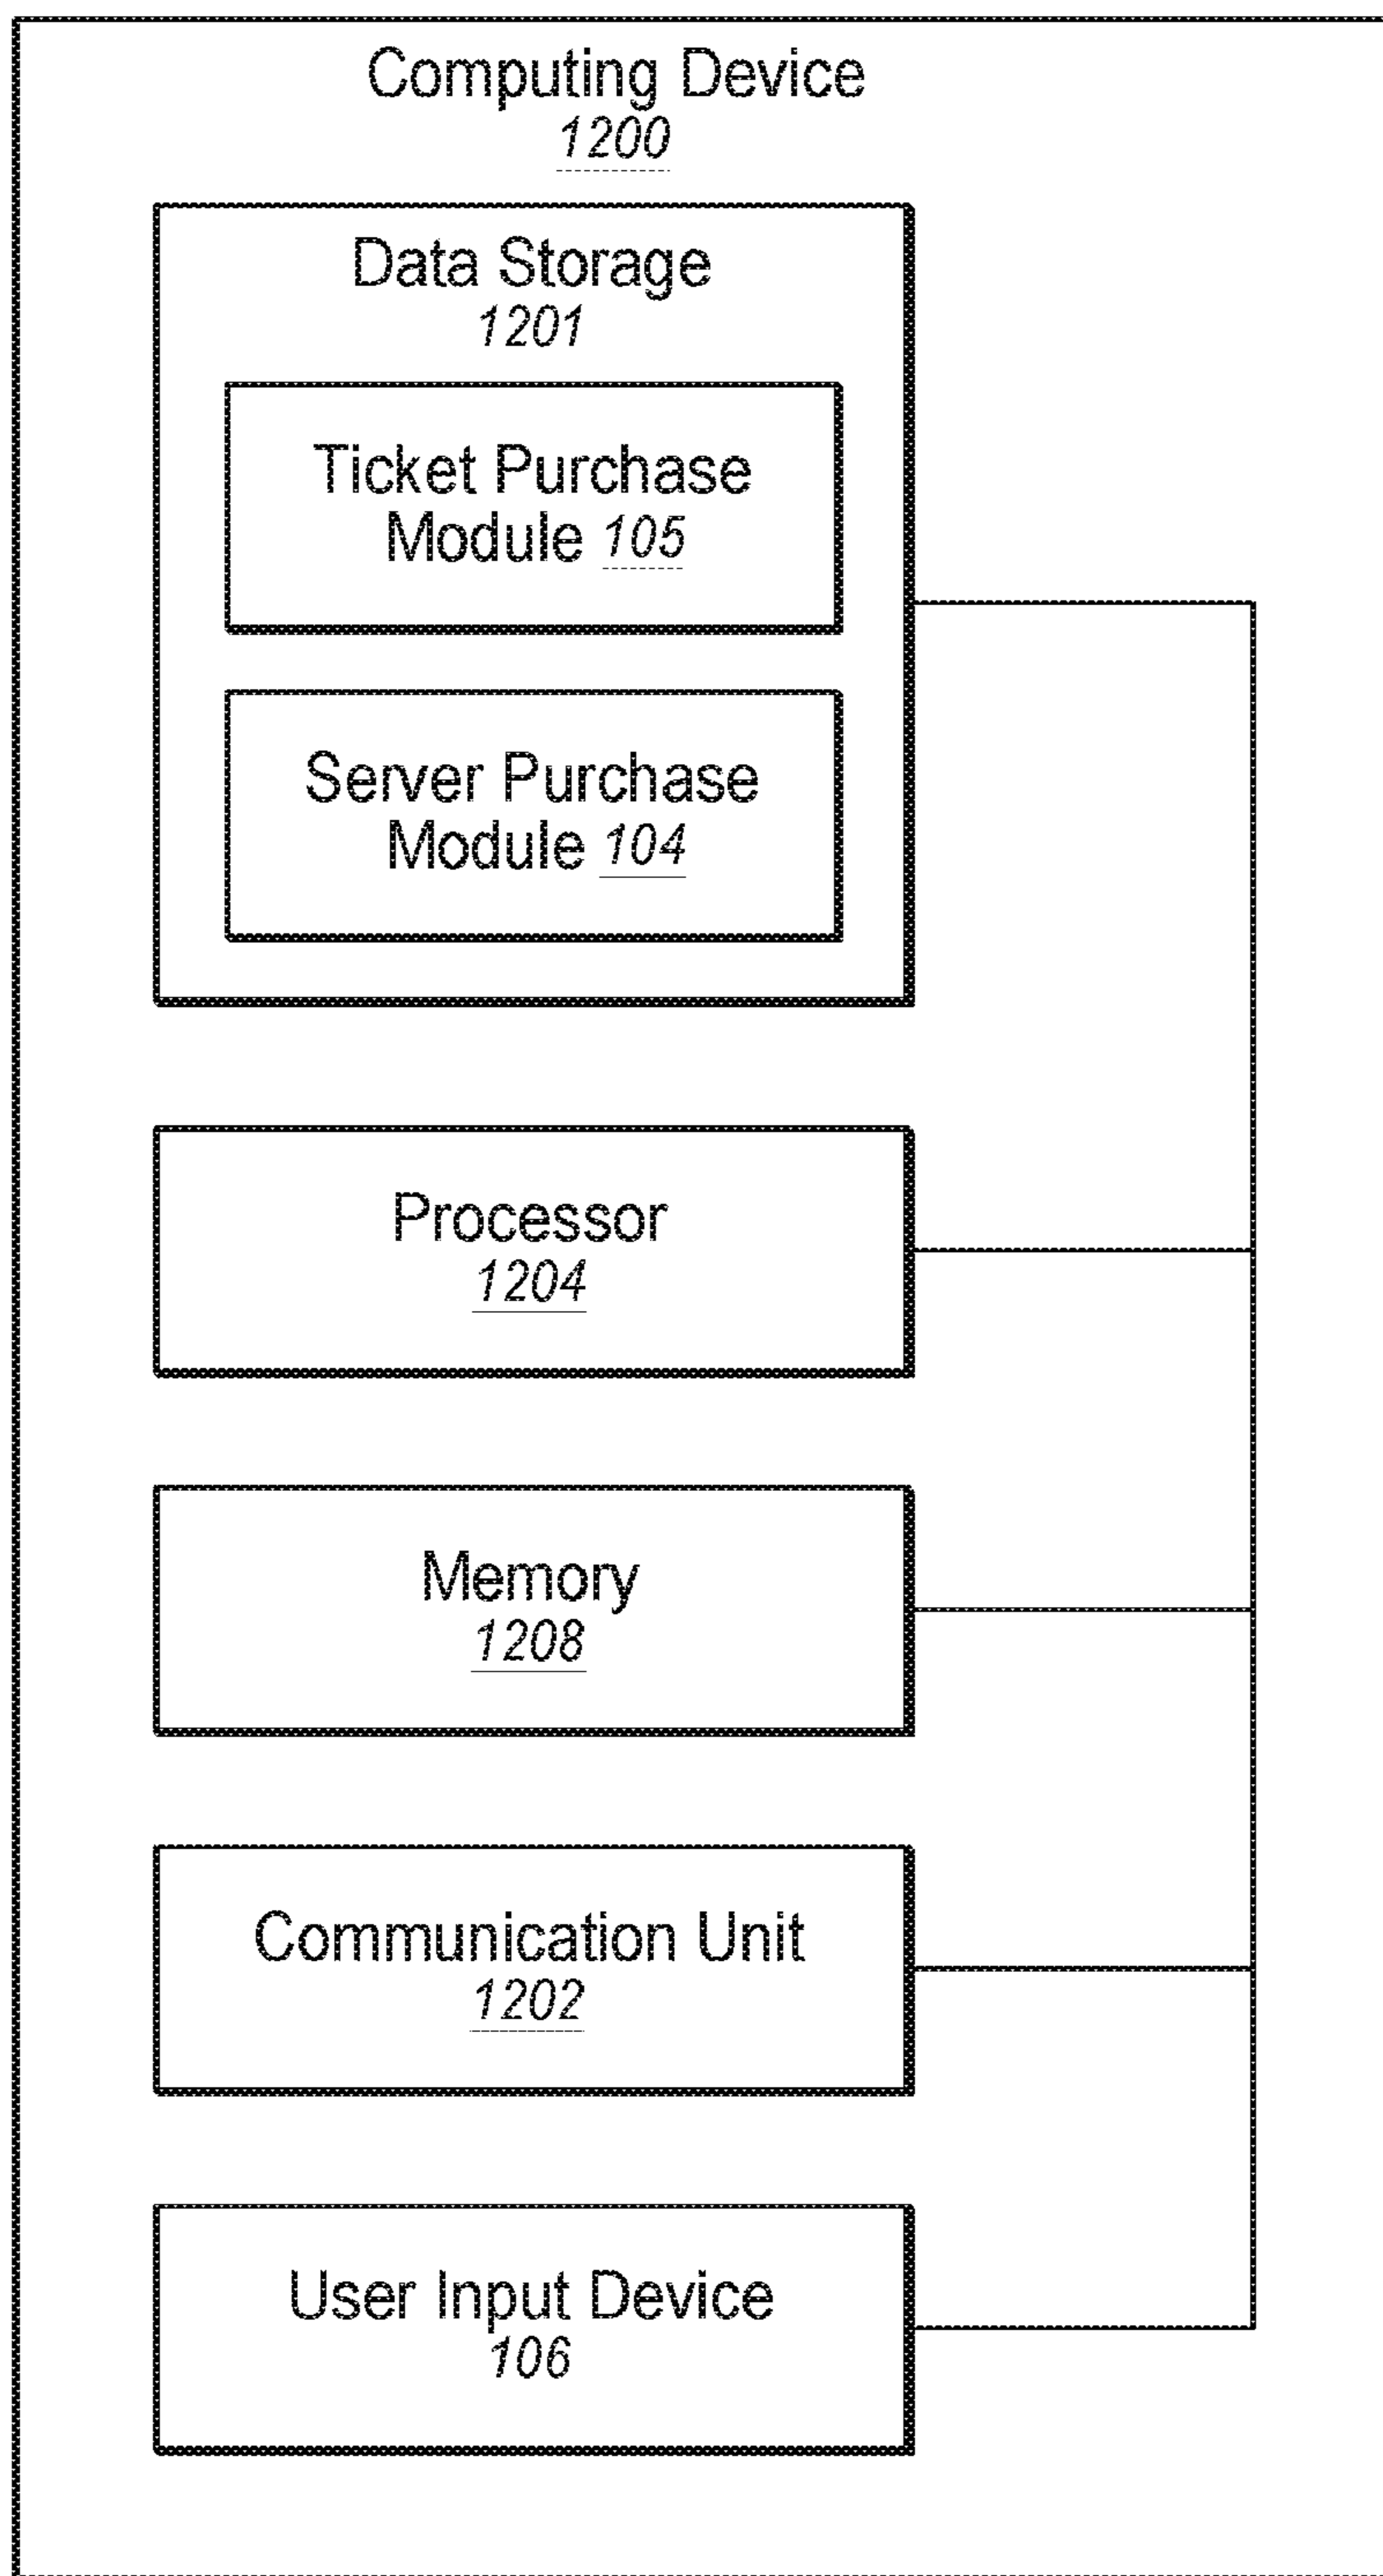 Computing Device
1200
Data Storage
1201
Ticket Purchase
Module 105
Server Purchase
Module 104
Processor
1204
Memory
1208
Communication Unit
1202
User Input Device
106